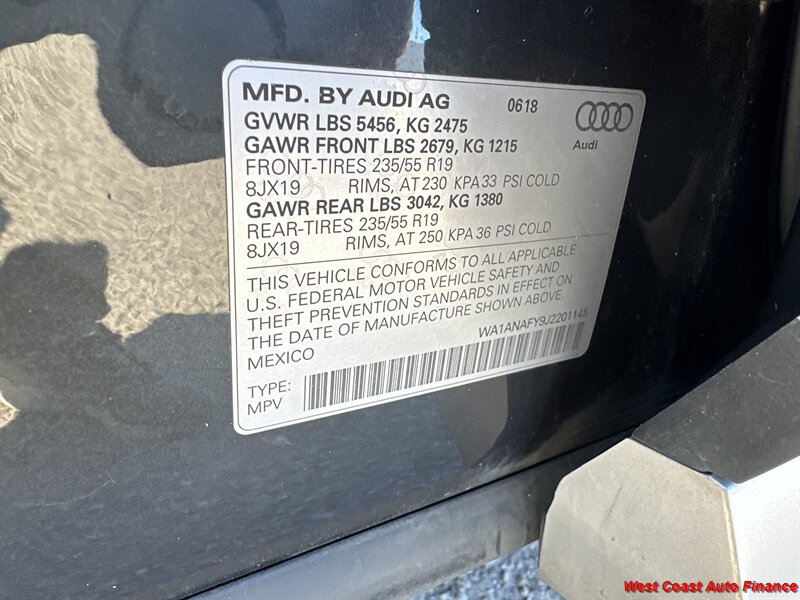 MFD. BY AUDI AG 0618
GVWR LBS 5456, KG 2475
GAWR FRONT LBS 2679, KG 1215
FRONT-TIRES 235/55 R19
8JX19 RIMS, AT 230 KPA 33 PSI COLD
GAWR REAR LBS 3042, KG 1380
REAR-TIRES 235/55 R19
8JX19 RIMS, AT 250 KPA 36 PSI COLD
Audi
THIS VEHICLE CONFORMS TO ALL APPLICABLE
U.S. FEDERAL MOTOR VEHICLE SAFETY AND
THEFT PREVENTION STANDARDS IN EFFECT ON
THE DATE OF MANUFACTURE SHOWN ABOVE.
MEXICO WA1ANAFY9J2201145
TYPE:
MPV
West Coast Auto Finance